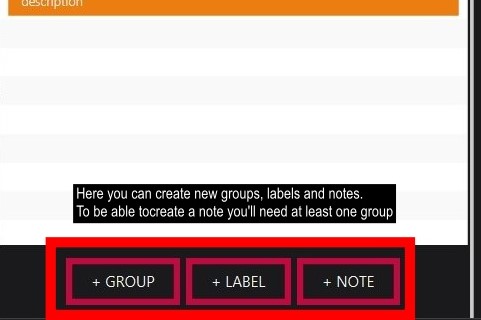 description
Here you can create new groups, labels and notes.
To be able tocreate a note you'll need at least one group
+ GROUP + LABEL + NOTE